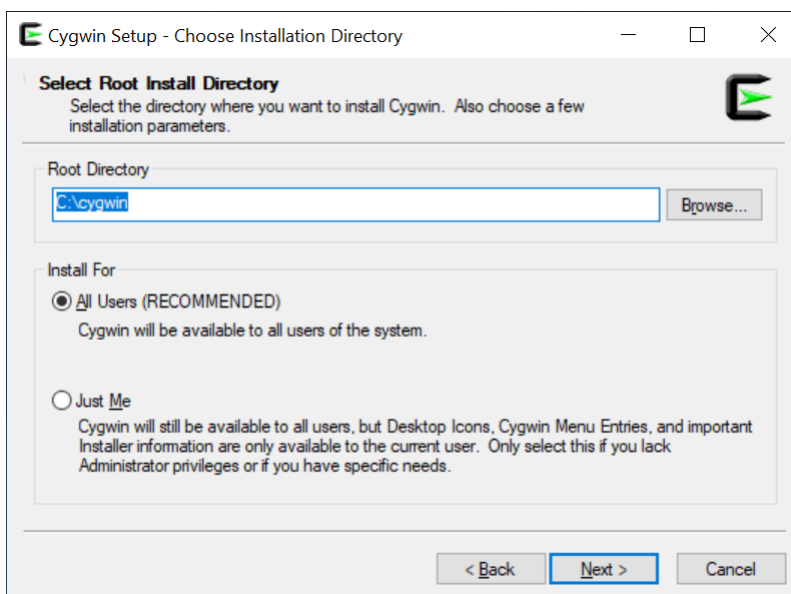 Cygwin Setup - Choose Installation Directory
Select Root Install Directory
Select the directory where you want to install Cygwin. Also choose a few
installation parameters.
Root Directory
C:\cygwin
Browse...
Install For
All Users (RECOMMENDED)
Cygwin will be available to all users of the system.
Just Me
Cygwin will still be available to all users, but Desktop Icons, Cygwin Menu Entries, and important
Installer information are only available to the current user. Only select this if you lack
Administrator privileges or if you have specific needs.
< Back
Next >
Cancel